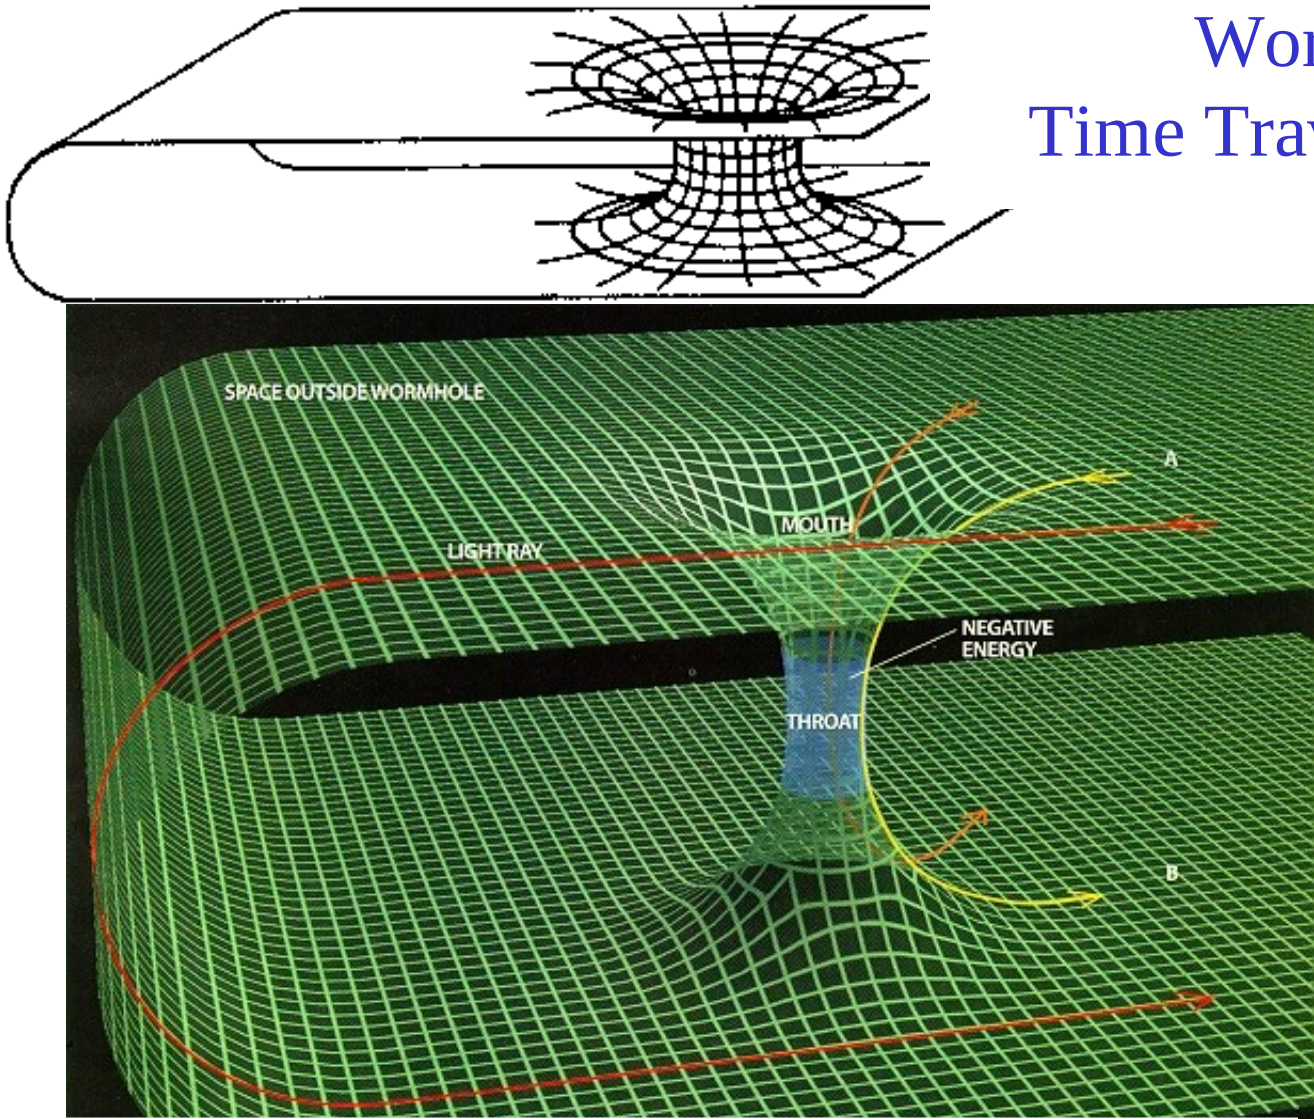 Wor
Time Trav
SPACE OUTSIDE WORMHOLE
A
MOUTH
LIGHT RAY
NEGATIVE
ENERGY
THROAT
B